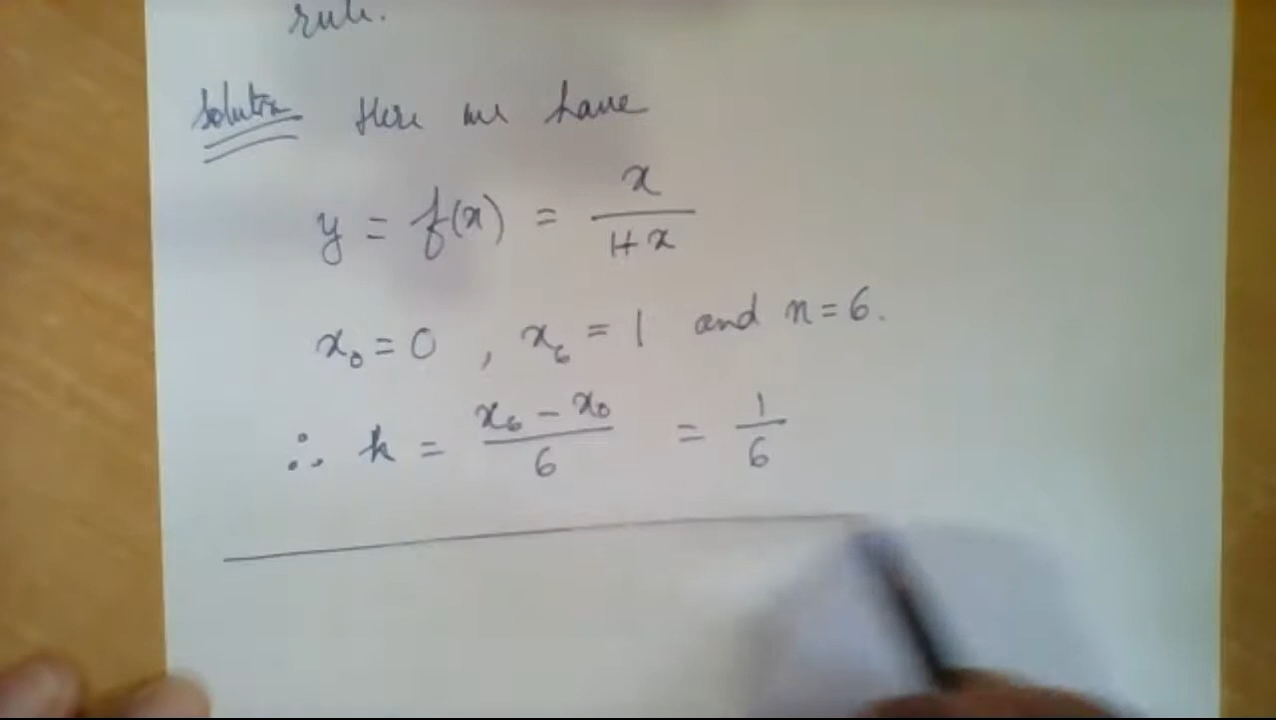 rule.
Solution Here we have
y = f(x) = x / 1+x
x₀ = 0 , x₆ = 1 and n = 6.
∴ h = x₆ − x₀ / 6 = 1 / 6